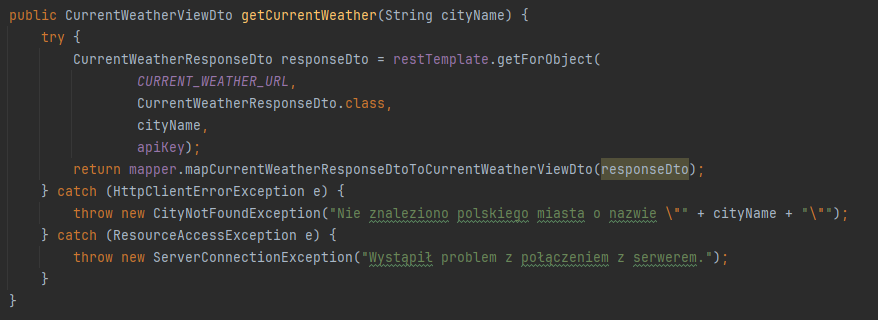 public CurrentWeatherViewDto getCurrentWeather(String cityName) {
    try {
        CurrentWeatherResponseDto responseDto = restTemplate.getForObject(
                CURRENT_WEATHER_URL,
                CurrentWeatherResponseDto.class,
                cityName,
                apiKey);
        return mapper.mapCurrentWeatherResponseDtoToCurrentWeatherViewDto(responseDto);
    } catch (HttpClientErrorException e) {
        throw new CityNotFoundException("Nie znaleziono polskiego miasta o nazwie \"" + cityName + "\"");
    } catch (ResourceAccessException e) {
        throw new ServerConnectionException("Wystąpił problem z połączeniem z serwerem.");
    }
}